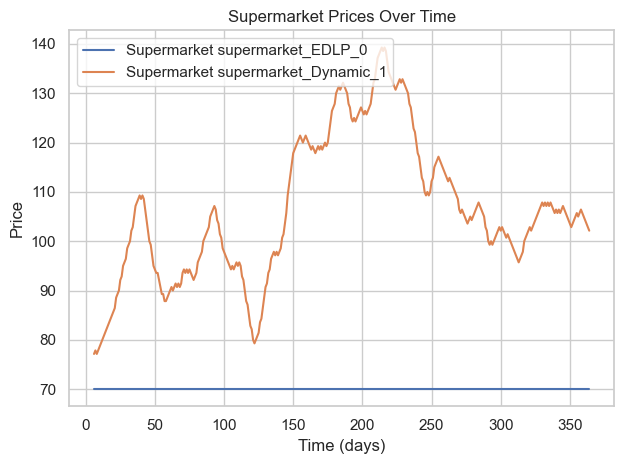 Supermarket Prices Over Time
Supermarket supermarket_EDLP_0
Supermarket supermarket_Dynamic_1
Price
140
130
120
110
100
90
80
70
0 50 100 150 200 250 300 350
Time (days)